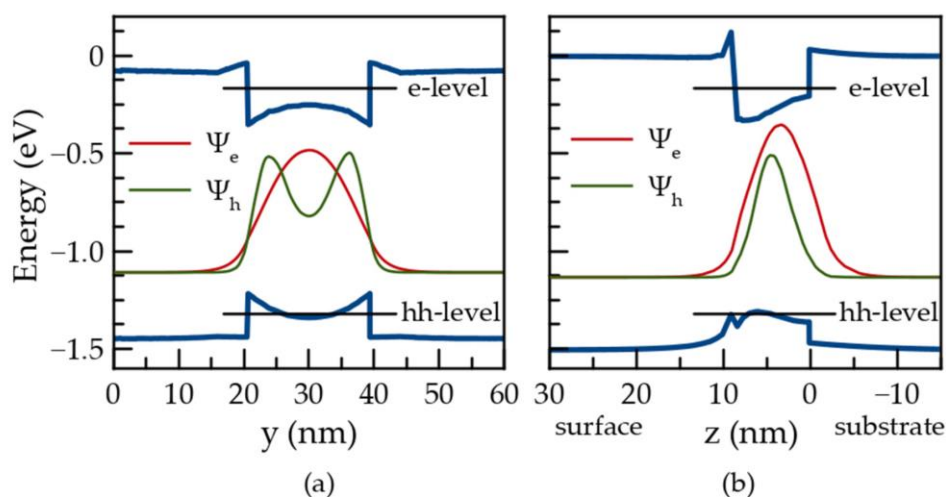 Energy (eV)
0
−0.5
−1.0
−1.5
e-level
Ψe
Ψh
hh-level
0 10 20 30 40 50 60
y (nm)
(a)
e-level
Ψe
Ψh
hh-level
30 20 10 0 −10
surface z (nm) substrate
(b)